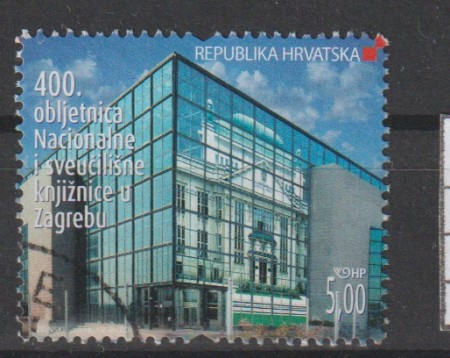 REPUBLIKA HRVATSKA
400.
obljetnica
Nacionalne
i sveučilišne
knjižnice u
Zagrebu
HP
5,00